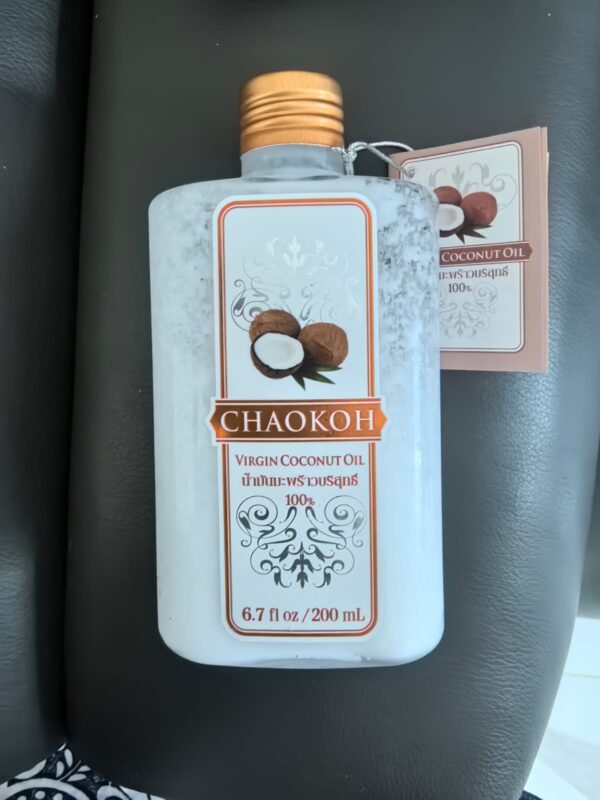 CHAOKOH
VIRGIN COCONUT OIL
น้ำมันมะพร้าวบริสุทธิ์
100%
6.7 fl oz / 200 mL
COCONUT OIL
มะพร้าวบริสุทธิ์
100%